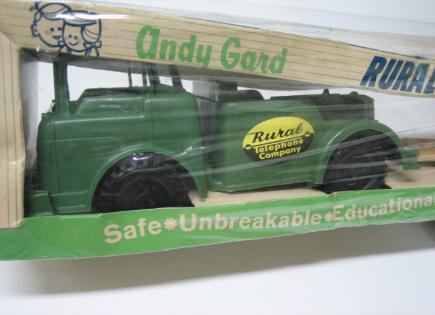 Andy Gard
RURAL
Rural
Telephone
Company
Safe*Unbreakable*Educational